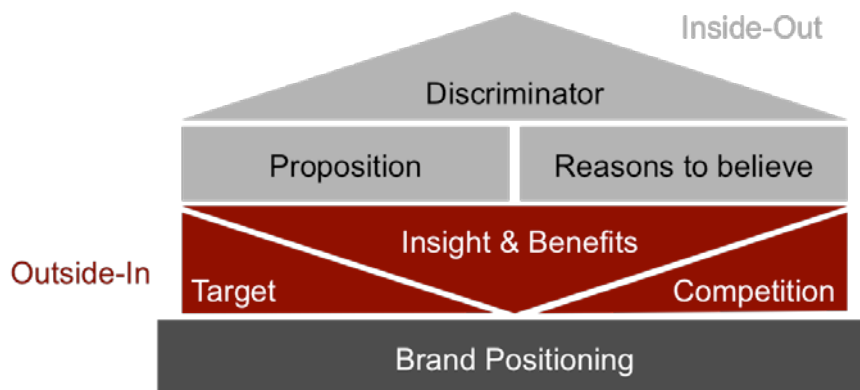 Inside-Out
Discriminator
Proposition
Reasons to believe
Insight & Benefits
Outside-In
Target
Competition
Brand Positioning